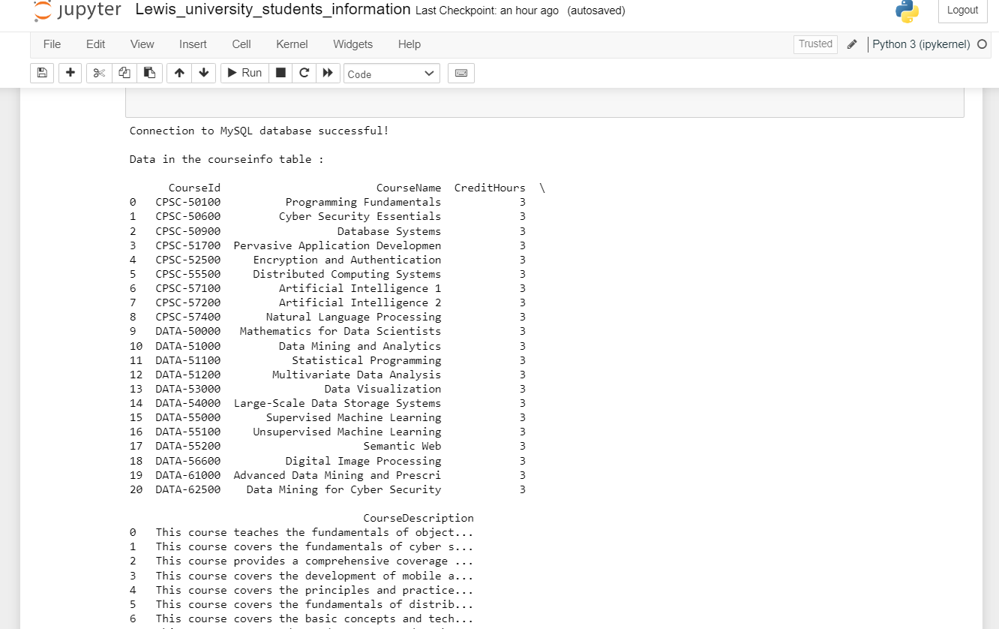 jupyter Lewis_university_students_information Last Checkpoint: an hour ago (autosaved) Logout
File Edit View Insert Cell Kernel Widgets Help Trusted Python 3 (ipykernel)
Run Code
Connection to MySQL database successful!
Data in the courseinfo table :
CourseId CourseName CreditHours \
0 CPSC-50100 Programming Fundamentals 3
1 CPSC-50600 Cyber Security Essentials 3
2 CPSC-50900 Database Systems 3
3 CPSC-51700 Pervasive Application Developmen 3
4 CPSC-52500 Encryption and Authentication 3
5 CPSC-55500 Distributed Computing Systems 3
6 CPSC-57100 Artificial Intelligence 1 3
7 CPSC-57200 Artificial Intelligence 2 3
8 CPSC-57400 Natural Language Processing 3
9 DATA-50000 Mathematics for Data Scientists 3
10 DATA-51000 Data Mining and Analytics 3
11 DATA-51100 Statistical Programming 3
12 DATA-51200 Multivariate Data Analysis 3
13 DATA-53000 Data Visualization 3
14 DATA-54000 Large-Scale Data Storage Systems 3
15 DATA-55000 Supervised Machine Learning 3
16 DATA-55100 Unsupervised Machine Learning 3
17 DATA-55200 Semantic Web 3
18 DATA-56600 Digital Image Processing 3
19 DATA-61000 Advanced Data Mining and Prescri 3
20 DATA-62500 Data Mining for Cyber Security 3
CourseDescription
0 This course teaches the fundamentals of object...
1 This course covers the fundamentals of cyber s...
2 This course provides a comprehensive coverage ...
3 This course covers the development of mobile a...
4 This course covers the principles and practice...
5 This course covers the fundamentals of distrib...
6 This course covers the basic concepts and tech...